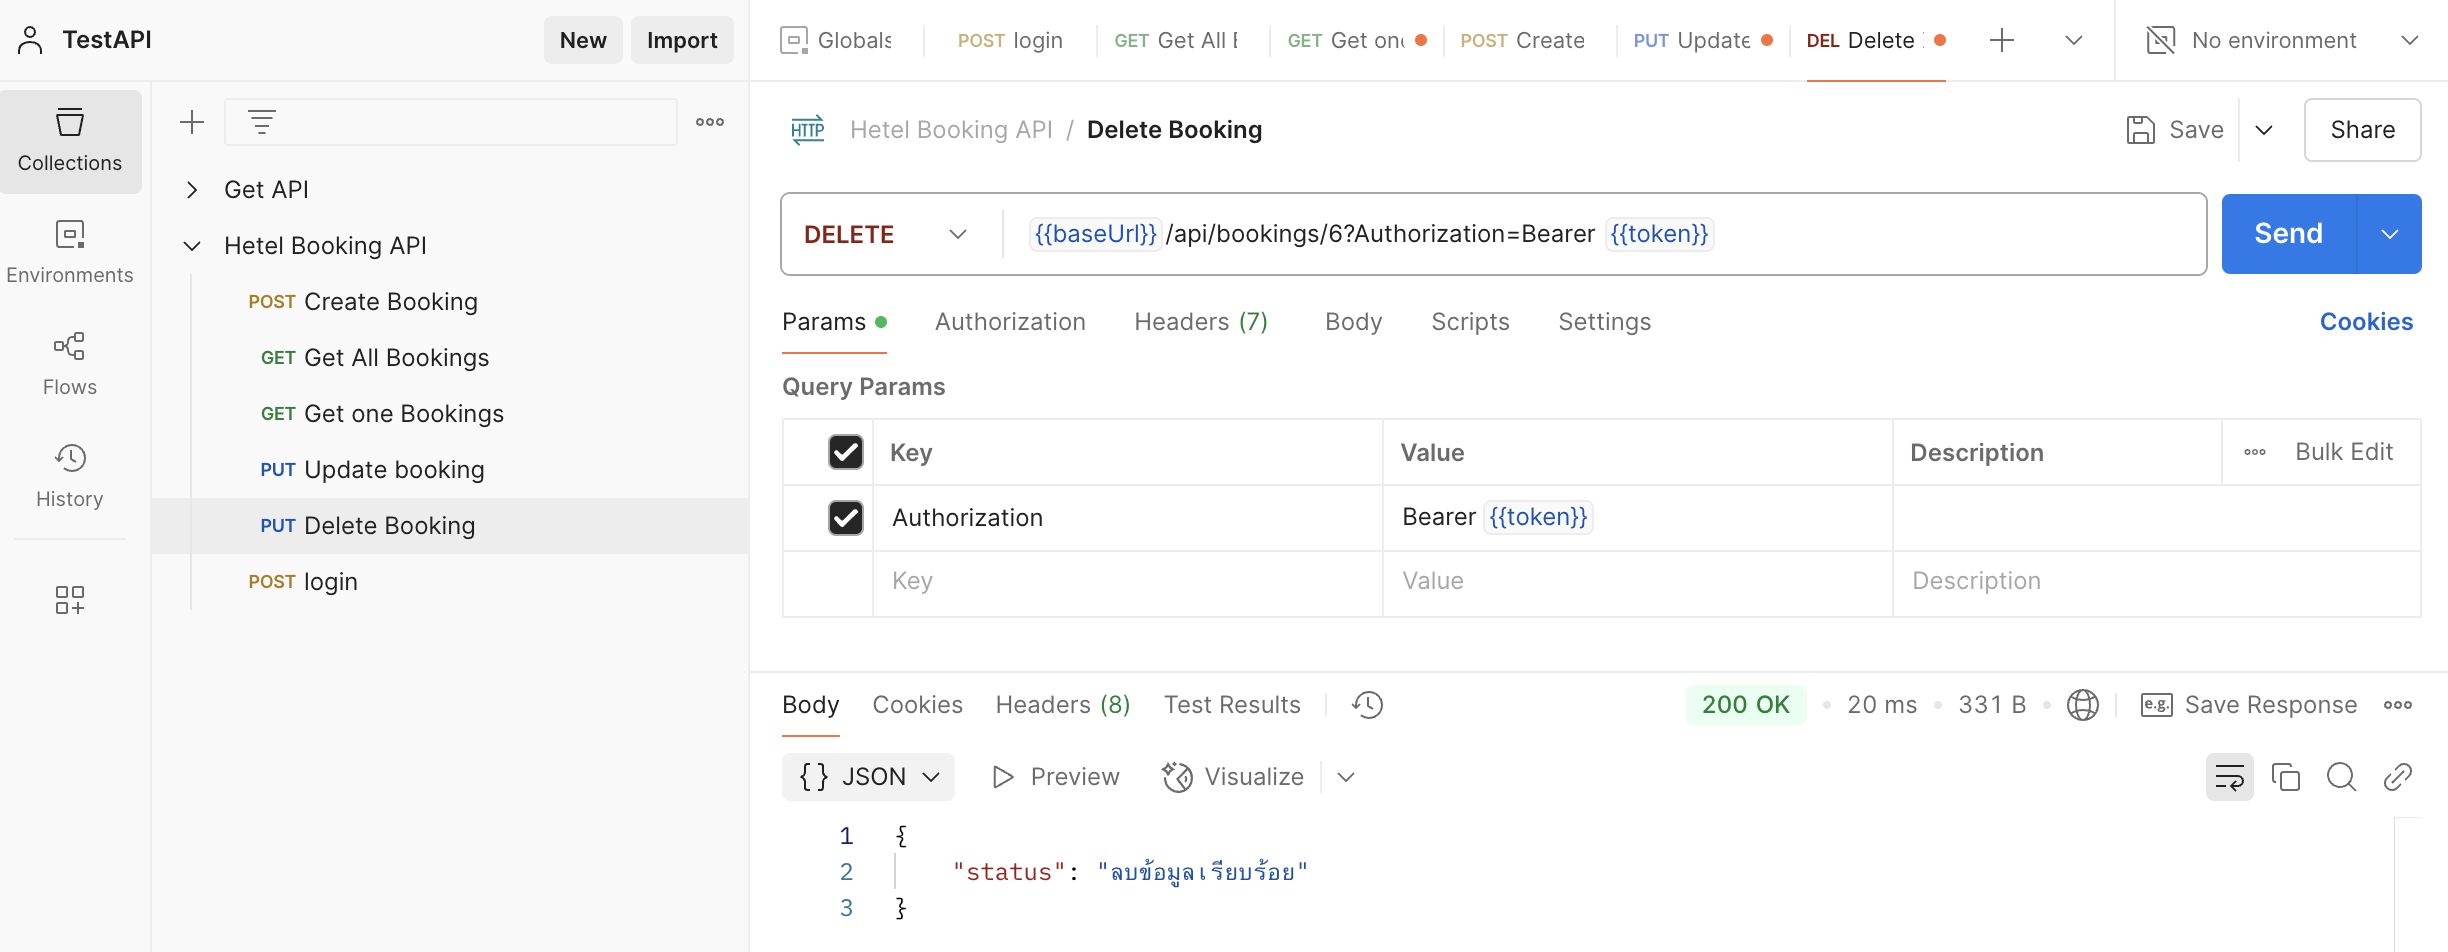 TestAPI
New
Import
Globals
POST login
GET Get All
GET Get on
POST Create
PUT Update
DEL Delete
No environment
Collections
Environments
Flows
History
Get API
Hetel Booking API
POST Create Booking
GET Get All Bookings
GET Get one Bookings
PUT Update booking
PUT Delete Booking
POST login
HTTP Hetel Booking API / Delete Booking
Save
Share
DELETE
{{baseUrl}}/api/bookings/6?Authorization=Bearer {{token}}
Send
Params
Authorization
Headers (7)
Body
Scripts
Settings
Cookies
Query Params
Key Value Description Bulk Edit
Authorization Bearer {{token}}
Key Value Description
Body
Cookies
Headers (8)
Test Results
200 OK • 20 ms • 331 B
e.g. Save Response
{} JSON
Preview
Visualize
1 {
2 "status": "ลบข้อมูลเรียบร้อย"
3 }